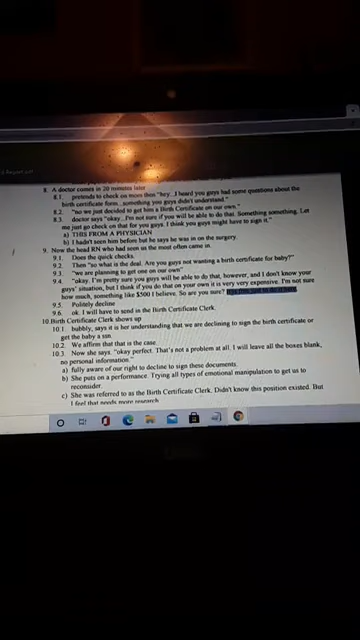 8. A doctor comes in 20 minutes later
8.1. pretends to check on mom then "hey...I heard you guys had some questions about the
birth certificate form...something you guys didn't understand."
8.2. "no we just decided to get him a Birth Certificate on our own."
8.3. doctor says "okay...I'm not sure if you will be able to do that. Something something. Let
me just go check on that for you guys. I think you guys might have to sign it."
a) THIS FROM A PHYSICIAN
b) I hadn't seen him before but he says he was in on the surgery.
9. Now the head RN who had seen us the most often came in.
9.1. Does the quick checks.
9.2. Then "so what is the deal. Are you guys not wanting a birth certificate for baby?"
9.3. "we are planning to get one on our own"
9.4. "okay. I'm pretty sure you guys will be able to do that, however, and I don't know your
guys' situation, but I think if you do that on your own it is very very expensive. I'm not sure
how much, something like $500 I believe. So are you sure?
9.5. Politely decline
9.6. ok. I will have to send in the Birth Certificate Clerk.
10. Birth Certificate Clerk shows up
10.1. bubbly, says it is her understanding that we are declining to sign the birth certificate or
get the baby a ssn.
10.2. We affirm that that is the case.
10.3. Now she says. "okay perfect. That's not a problem at all. I will leave all the boxes blank,
no personal information."
a) fully aware of our right to decline to sign these documents.
b) She puts on a performance. Trying all types of emotional manipulation to get us to
reconsider.
c) She was referred to as the Birth Certificate Clerk. Didn't know this position existed. But
I feel that needs more research